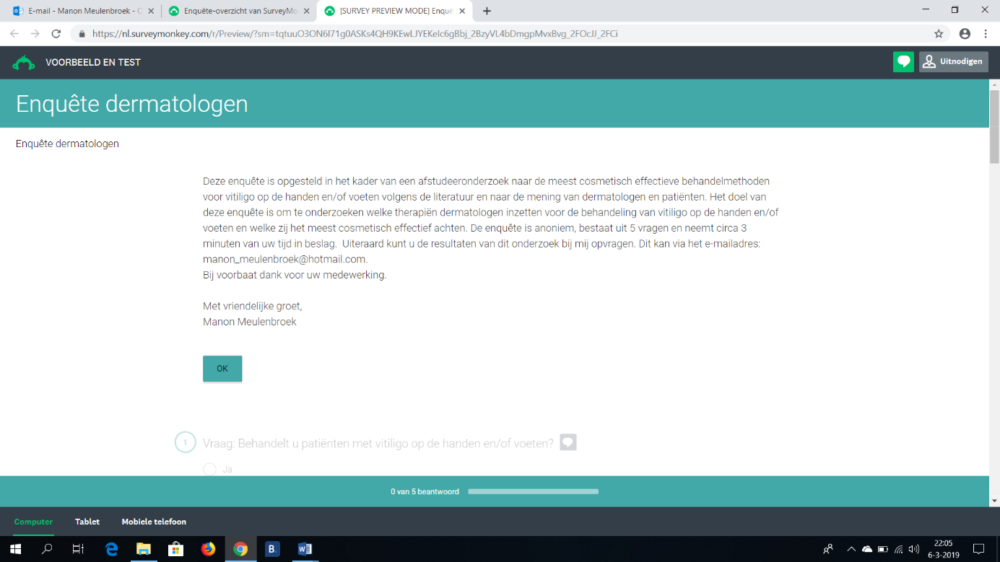 E-mail - Manon Meulenbroek - O
Enquête-overzicht van SurveyMo
[SURVEY PREVIEW MODE] Enquê
https://nl.surveymonkey.com/r/Preview/?sm=tqtuuO3ON6I71g0ASKs4QH9KEwLJYEKeIc6gBbj_2BzyVL4bDmgpMvxBvg_2FOcJJ_2FCi
VOORBEELD EN TEST
Uitnodigen
Enquête dermatologen
Enquête dermatologen
Deze enquête is opgesteld in het kader van een afstudeeronderzoek naar de meest cosmetisch effectieve behandelmethoden
voor vitiligo op de handen en/of voeten volgens de literatuur en naar de mening van dermatologen en patiënten. Het doel van
deze enquête is om te onderzoeken welke therapiën dermatologen inzetten voor de behandeling van vitiligo op de handen en/of
voeten en welke zij het meest cosmetisch effectief achten. De enquête is anoniem, bestaat uit 5 vragen en neemt circa 3
minuten van uw tijd in beslag. Uiteraard kunt u de resultaten van dit onderzoek bij mij opvragen. Dit kan via het e-mailadres:
manon_meulenbroek@hotmail.com.
Bij voorbaat dank voor uw medewerking.
Met vriendelijke groet,
Manon Meulenbroek
OK
1 Vraag: Behandelt u patiënten met vitiligo op de handen en/of voeten?
Ja
0 van 5 beantwoord
Computer Tablet Mobiele telefoon
B.
22:05
6-3-2019